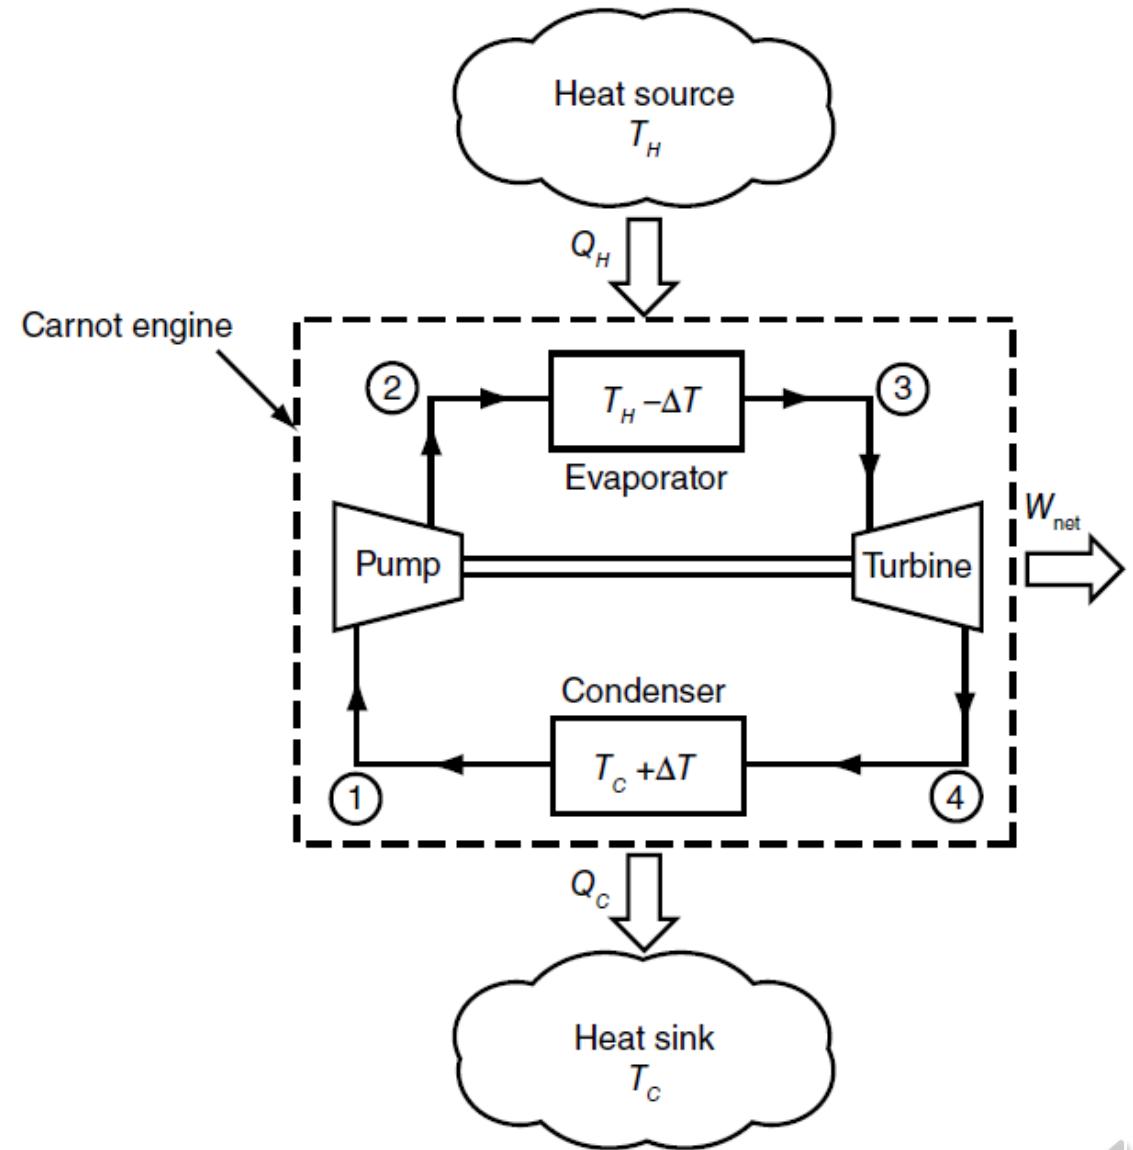 Heat source
T_H
Q_H
Carnot engine
2
3
T_H –ΔT
Evaporator
W_net
Pump
Turbine
Condenser
T_C +ΔT
1
4
Q_C
Heat sink
T_C